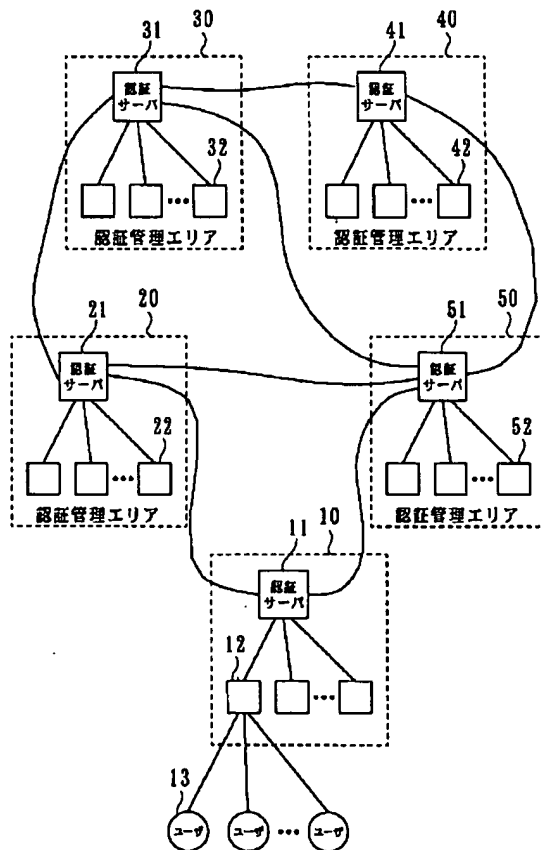 31
30
認証
サーバ
32
認証管理エリア
41
40
認証
サーバ
42
認証管理エリア
21
20
認証
サーバ
22
認証管理エリア
51
50
認証
サーバ
52
認証管理エリア
11
10
認証
サーバ
12
13
ユーザ
ユーザ
ユーザ